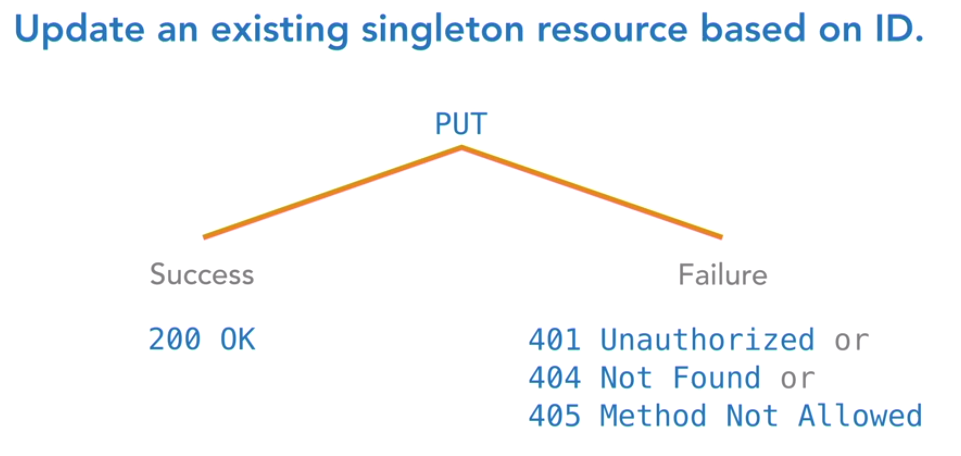 Update an existing singleton resource based on ID.
PUT
Success
200 OK
Failure
401 Unauthorized or
404 Not Found or
405 Method Not Allowed